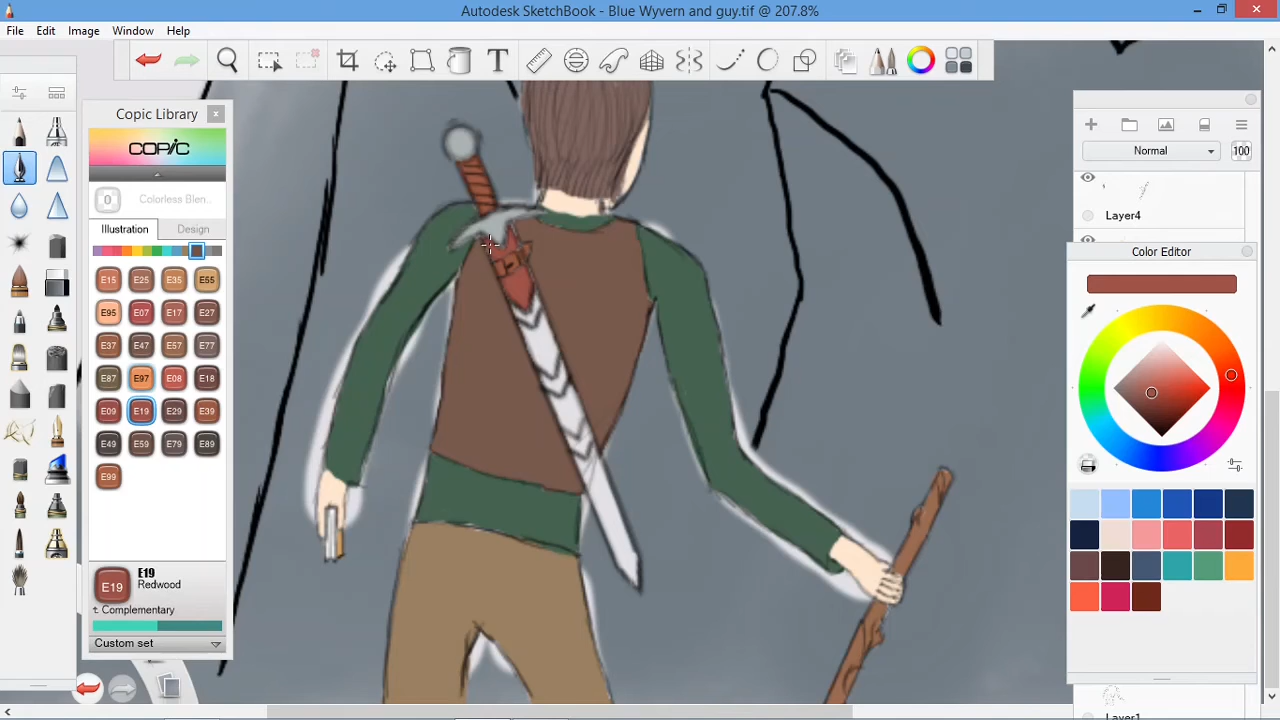 Autodesk SketchBook - Blue Wyvern and guy.tif @ 207.8%
File Edit Image Window Help
T
Copic Library x
COPIC
0 Colorless Blen..
Illustration Design
E15 E25 E35 E55
E95 E07 E17 E27
E37 E47 E57 E77
E87 E97 E08 E18
E09 E19 E29 E39
E49 E59 E79 E89
E99
E19 E19
Redwood
: Complementary
Custom set
Normal 100
Layer4
Color Editor
Layer1